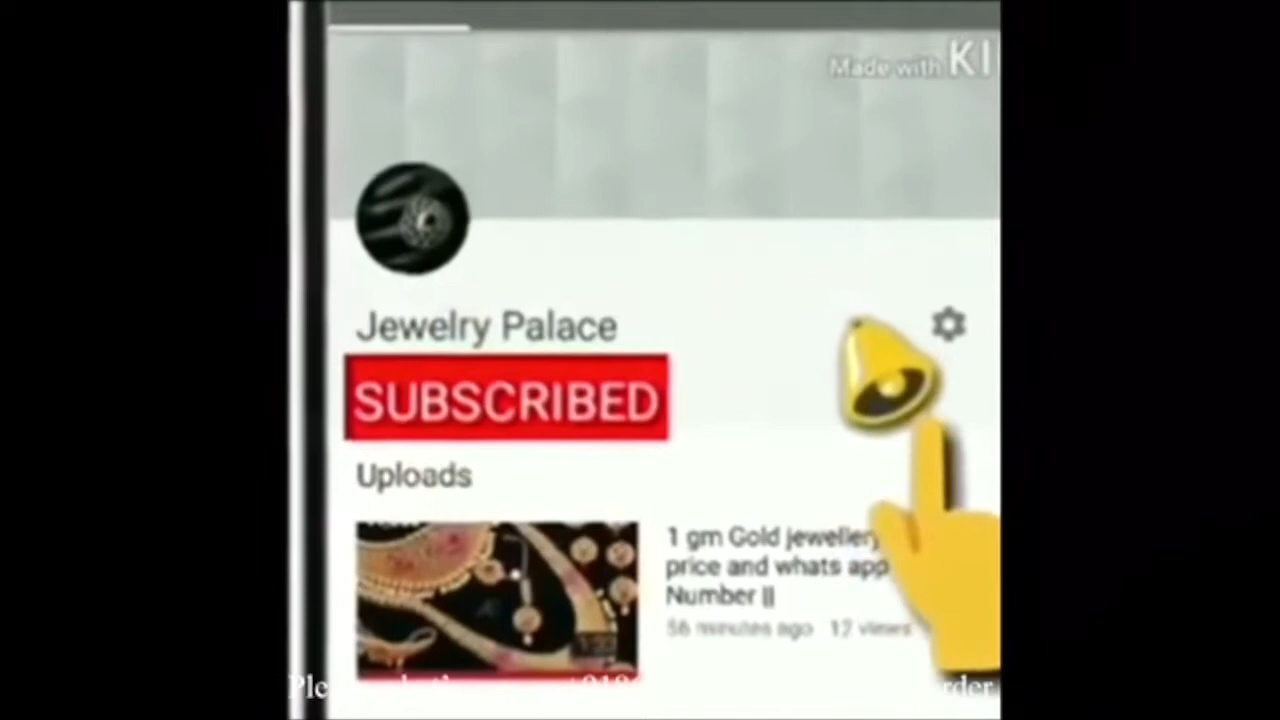 Made with KI
Jewelry Palace
SUBSCRIBED
Uploads
1 gm Gold jewellery
price and whats app
Number ||
56 minutes ago 12 views